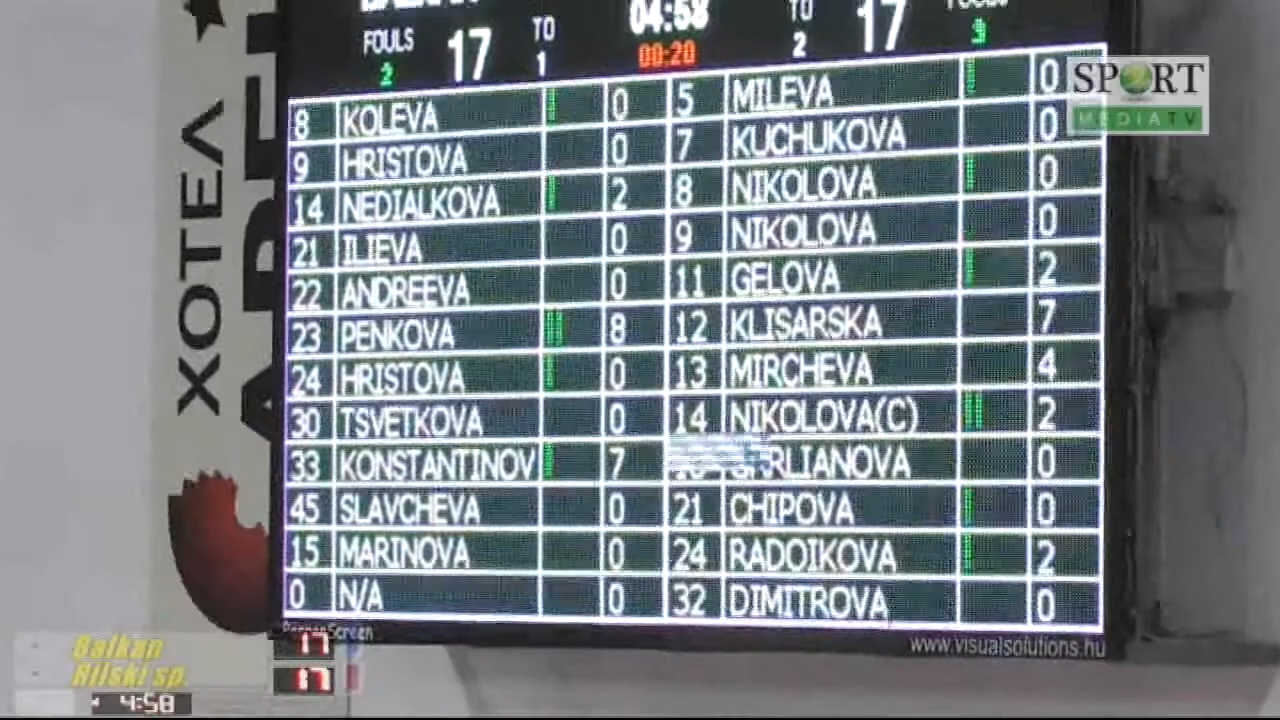 04:58
FOULS TO TO
17 17
2 1 00:20 2 3
8 KOLEVA 0 5 MILEVA 0
9 HRISTOVA 0 7 KUCHUKOVA 0
14 NEDIALKOVA 2 8 NIKOLOVA 0
21 ILIEVA 0 9 NIKOLOVA 0
22 ANDREEVA 0 11 GELOVA 2
23 PENKOVA 8 12 KLISARSKA 7
24 HRISTOVA 0 13 MIRCHEVA 4
30 TSVETKOVA 0 14 NIKOLOVA(C) 2
33 KONSTANTINOV 7 0
45 SLAVCHEVA 0 21 CHIPOVA 0
15 MARINOVA 0 24 RADOIKOVA 2
0 N/A 0 32 DIMITROVA 0
www.visualsolutions.hu
ХОТЕЛ
SPORT
MEDIATV
Balkan 17
Rilski sp. 17
4:58